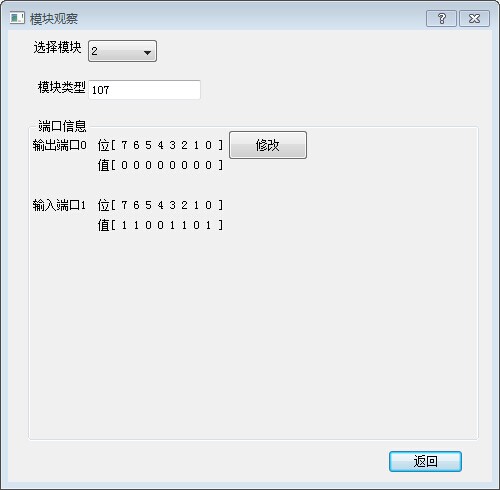 模块观察
选择模块 2
模块类型 107
端口信息
输出端口0 位[ 7 6 5 4 3 2 1 0 ] 修改
值[ 0 0 0 0 0 0 0 0 ]
输入端口1 位[ 7 6 5 4 3 2 1 0 ]
值[ 1 1 0 0 1 1 0 1 ]
返回